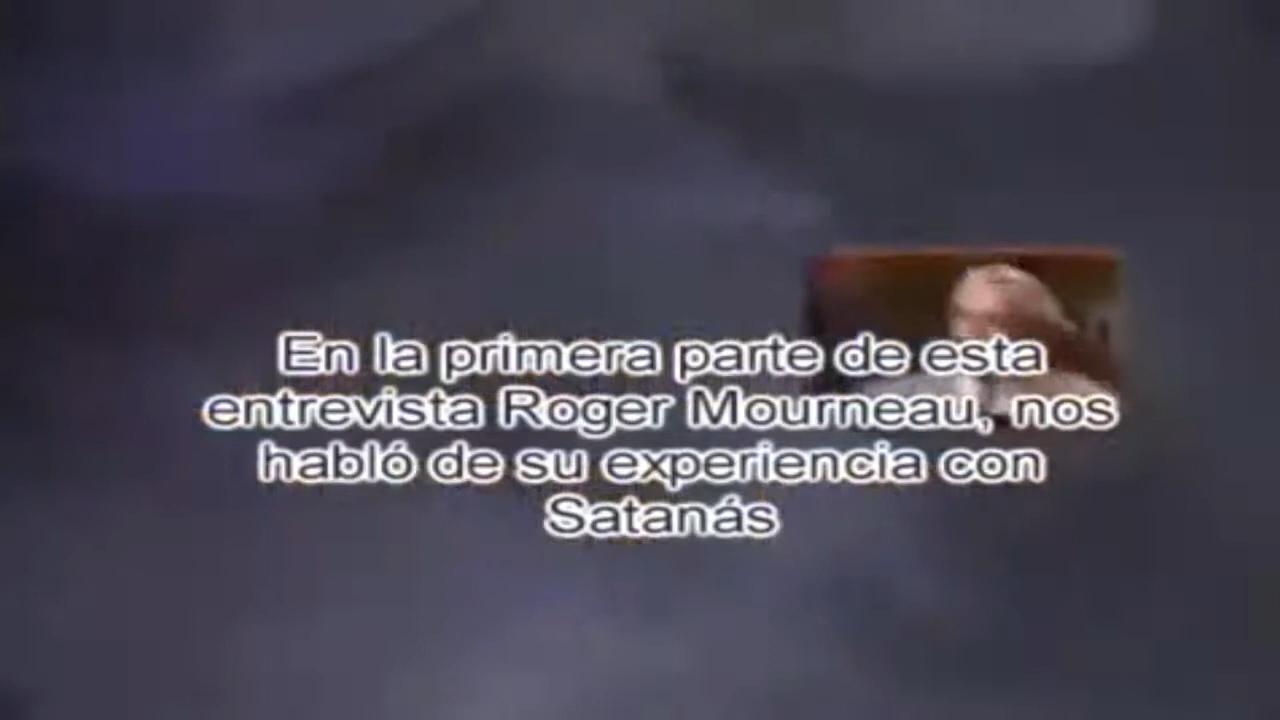 En la primera parte de esta
entrevista Roger Mourneau, nos
habló de su experiencia con
Satanás